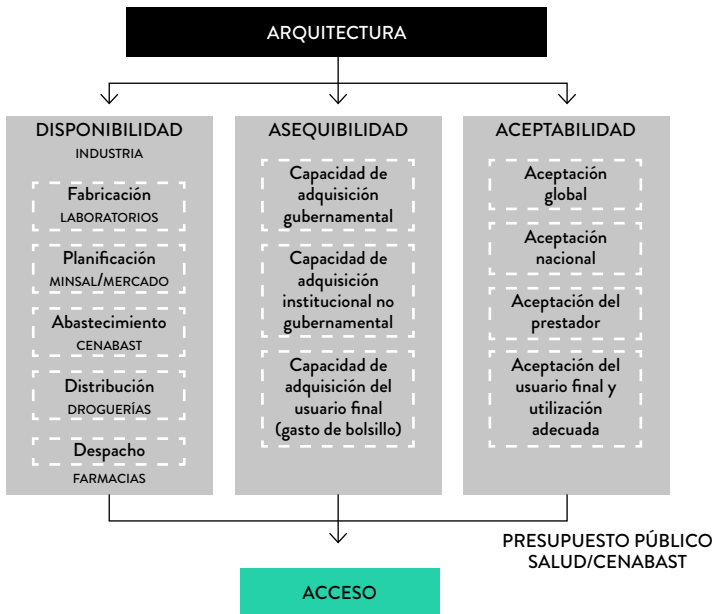 ARQUITECTURA
DISPONIBILIDAD
INDUSTRIA
Fabricación
LABORATORIOS
Planificación
MINSAL/MERCADO
Abastecimiento
CENABAST
Distribución
DROGUERÍAS
Despacho
FARMACIAS
ASEQUIBILIDAD
Capacidad de
adquisición
gubernamental
Capacidad de
adquisición
institucional no
gubernamental
Capacidad de
adquisición del
usuario final
(gasto de bolsillo)
ACEPTABILIDAD
Aceptación
global
Aceptación
nacional
Aceptación del
prestador
Aceptación del
usuario final y
utilización
adecuada
PRESUPUESTO PÚBLICO
SALUD/CENABAST
ACCESO